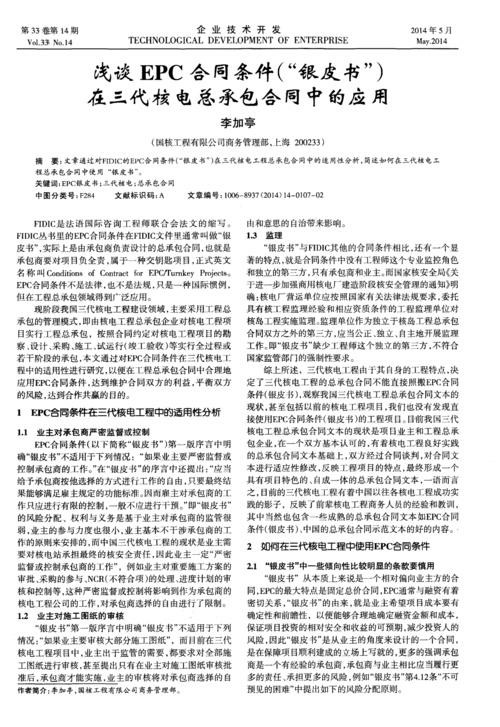 第 33 卷第 14 期
Vol.33 No.14
企 业 技 术 开 发
TECHNOLOGICAL DEVELOPMENT OF ENTERPRISE
2014 年 5 月
May.2014
浅谈 EPC 合同条件(“银皮书”)
在三代核电总承包合同中的应用
李加亭
(国核工程有限公司商务管理部,上海 200233)
摘 要:文章通过对FIDIC的EPC合同条件(“银皮书”)在三代核电工程总承包合同中的适用性分析,简述如何在三代核电工
程总承包合同中使用 “银皮书”。
关键词:EPC银皮书;三代核电;总承包合同
中图分类号:F284 文献标识码:A 文章编号:1006-8937(2014)14-0107-02
FIDIC是法语国际咨询工程师联合会法文的缩写。
FIDIC丛书里的EPC合同条件在FIDIC文件里通常叫做“银
皮书”,实际上是由承包商负责设计的总承包合同,也就是
承包商要对项目负全责,属于一种交钥匙项目,正式英文
名称叫 Conditions of Contract for EPC/Turnkey Projects。
EPC合同条件不是法律,也不是法规,只是一种国际惯例,
但在工程总承包领域得到广泛应用。
现阶段我国三代核电工程建设领域,主要采用工程总
承包的管理模式,即由核电工程总承包企业对核电工程项
目实行工程总承包, 按照合同约定对核电工程项目的勘
察、设计、采购、施工、试运行(竣工验收)等实行全过程或
若干阶段的承包,本文通过对EPC合同条件在三代核电工
程中的适用性进行研究,以便在工程总承包合同中合理地
应用EPC合同条件,达到维护合同双方的利益,平衡双方
的风险,达到合作共赢的目的。
1 EPC合同条件在三代核电工程中的适用性分析
1.1 业主对承包商严密监督或控制
EPC合同条件(以下简称“银皮书”)第一版序言中明
确“银皮书”不适用于下列情况: “如果业主要严密监督或
控制承包商的工作。”在“银皮书”的序言中还提出:“应当
给予承包商按他选择的方式进行工作的自由,只要最终结
果能够满足雇主规定的功能标准。因而雇主对承包商的工
作只应进行有限的控制,一般不应进行干预。”即“银皮书”
的风险分配、权利与义务是基于业主对承包商的监管很
弱,业主的参与力度也很小,业主基本不干涉承包商的工
作的原则来安排的,而中国三代核电工程的现状是业主需
要对核电站承担最终的核安全责任,因此业主一定“严密
监督或控制承包商的工作”, 例如业主对重要施工方案的
审批、采购的参与、NCR(不符合项)的处理、进度计划的审
核和控制等,这种严密监督或控制将影响到作为承包商的
核电工程公司的工作,对承包商选择的自由进行了限制。
1.2 业主对施工图纸的审核
“银皮书”第一版序言中明确“银皮书”不适用于下列
情况:“如果业主要审核大部分施工图纸”, 而目前在三代
核电工程项目中,业主出于监管的需要,都要求对全部施
工图纸进行审核,甚至提出只有在业主对施工图纸审核批
准后,承包商才能实施,业主的审核将对承包商选择的自
由和意思的自治带来影响。
1.3 监理
“银皮书”与FIDIC其他的合同条件相比,还有一个显
著的特点,就是合同条件中没有工程师这个专业监控角色
和独立的第三方,只有承包商和业主。而国家核安全局《关
于进一步加强商用核电厂建造阶段核安全管理的通知》明
确:核电厂营运单位应按照国家有关法律法规要求,委托
具有核工程监理经验和相应资质条件的工程监理单位对
核岛工程实施监理。监理单位作为独立于核岛工程总承包
合同双方之外的第三方,应当公正、独立、自主地开展监理
工作。即“银皮书”缺少工程师这个独立的第三方,不符合
国家监管部门的强制性要求。
综上所述, 三代核电工程由于其自身的工程特点,决
定了三代核电工程的总承包合同不能直接照搬EPC合同
条件(银皮书),观察我国三代核电工程总承包合同文本的
现状,甚至包括以前的核电工程项目,我们也没有发现直
接使用EPC合同条件(银皮书)的工程项目。目前我国三代
核电工程总承包合同文本的现状是项目业主和工程总承
包企业,在一个双方基本认可的,有着核电工程良好实践
的总承包合同文本基础上,双方经过合同谈判,对合同文
本进行适应性修改,反映工程项目的特点,最终形成一个
具有项目特色的、自成一体的总承包合同文本,一语而言
之,目前的三代核电工程有着中国以往各核电工程成功实
践的影子, 反映了前辈核电工程商务人员的经验和教训,
其中当然也包含一些成熟的总承包合同文本如EPC合同
条件(银皮书)、中国的总承包合同示范文本的好的内容。
2 如何在三代核电工程中使用EPC合同条件
2.1 “银皮书”中一些倾向性比较明显的条款要慎用
“银皮书” 从本质上来说是一个相对偏向业主方的合
同,EPC的最大特点是固定总价合同,EPC通常与融资有着
密切关系,“银皮书”的由来,就是业主希望项目成本要有
确定性和前瞻性, 以便能够合理地确定融资金额和成本,
保证项目投资的相对安全和收益的可预期,减少投资人的
风险,因此“银皮书”是从业主的角度来设计的一个合同,
是在保障项目顺利建成的立场上写就的,更多的强调承包
商是一个有经验的承包商,承包商与业主相比应当履行更
多的责任、承担更多的风险,例如“银皮书”第4.12条“不可
预见的困难”中提出如下的风险分配原则。
作者简介:李加亭,国核工程有限公司商务管理部。